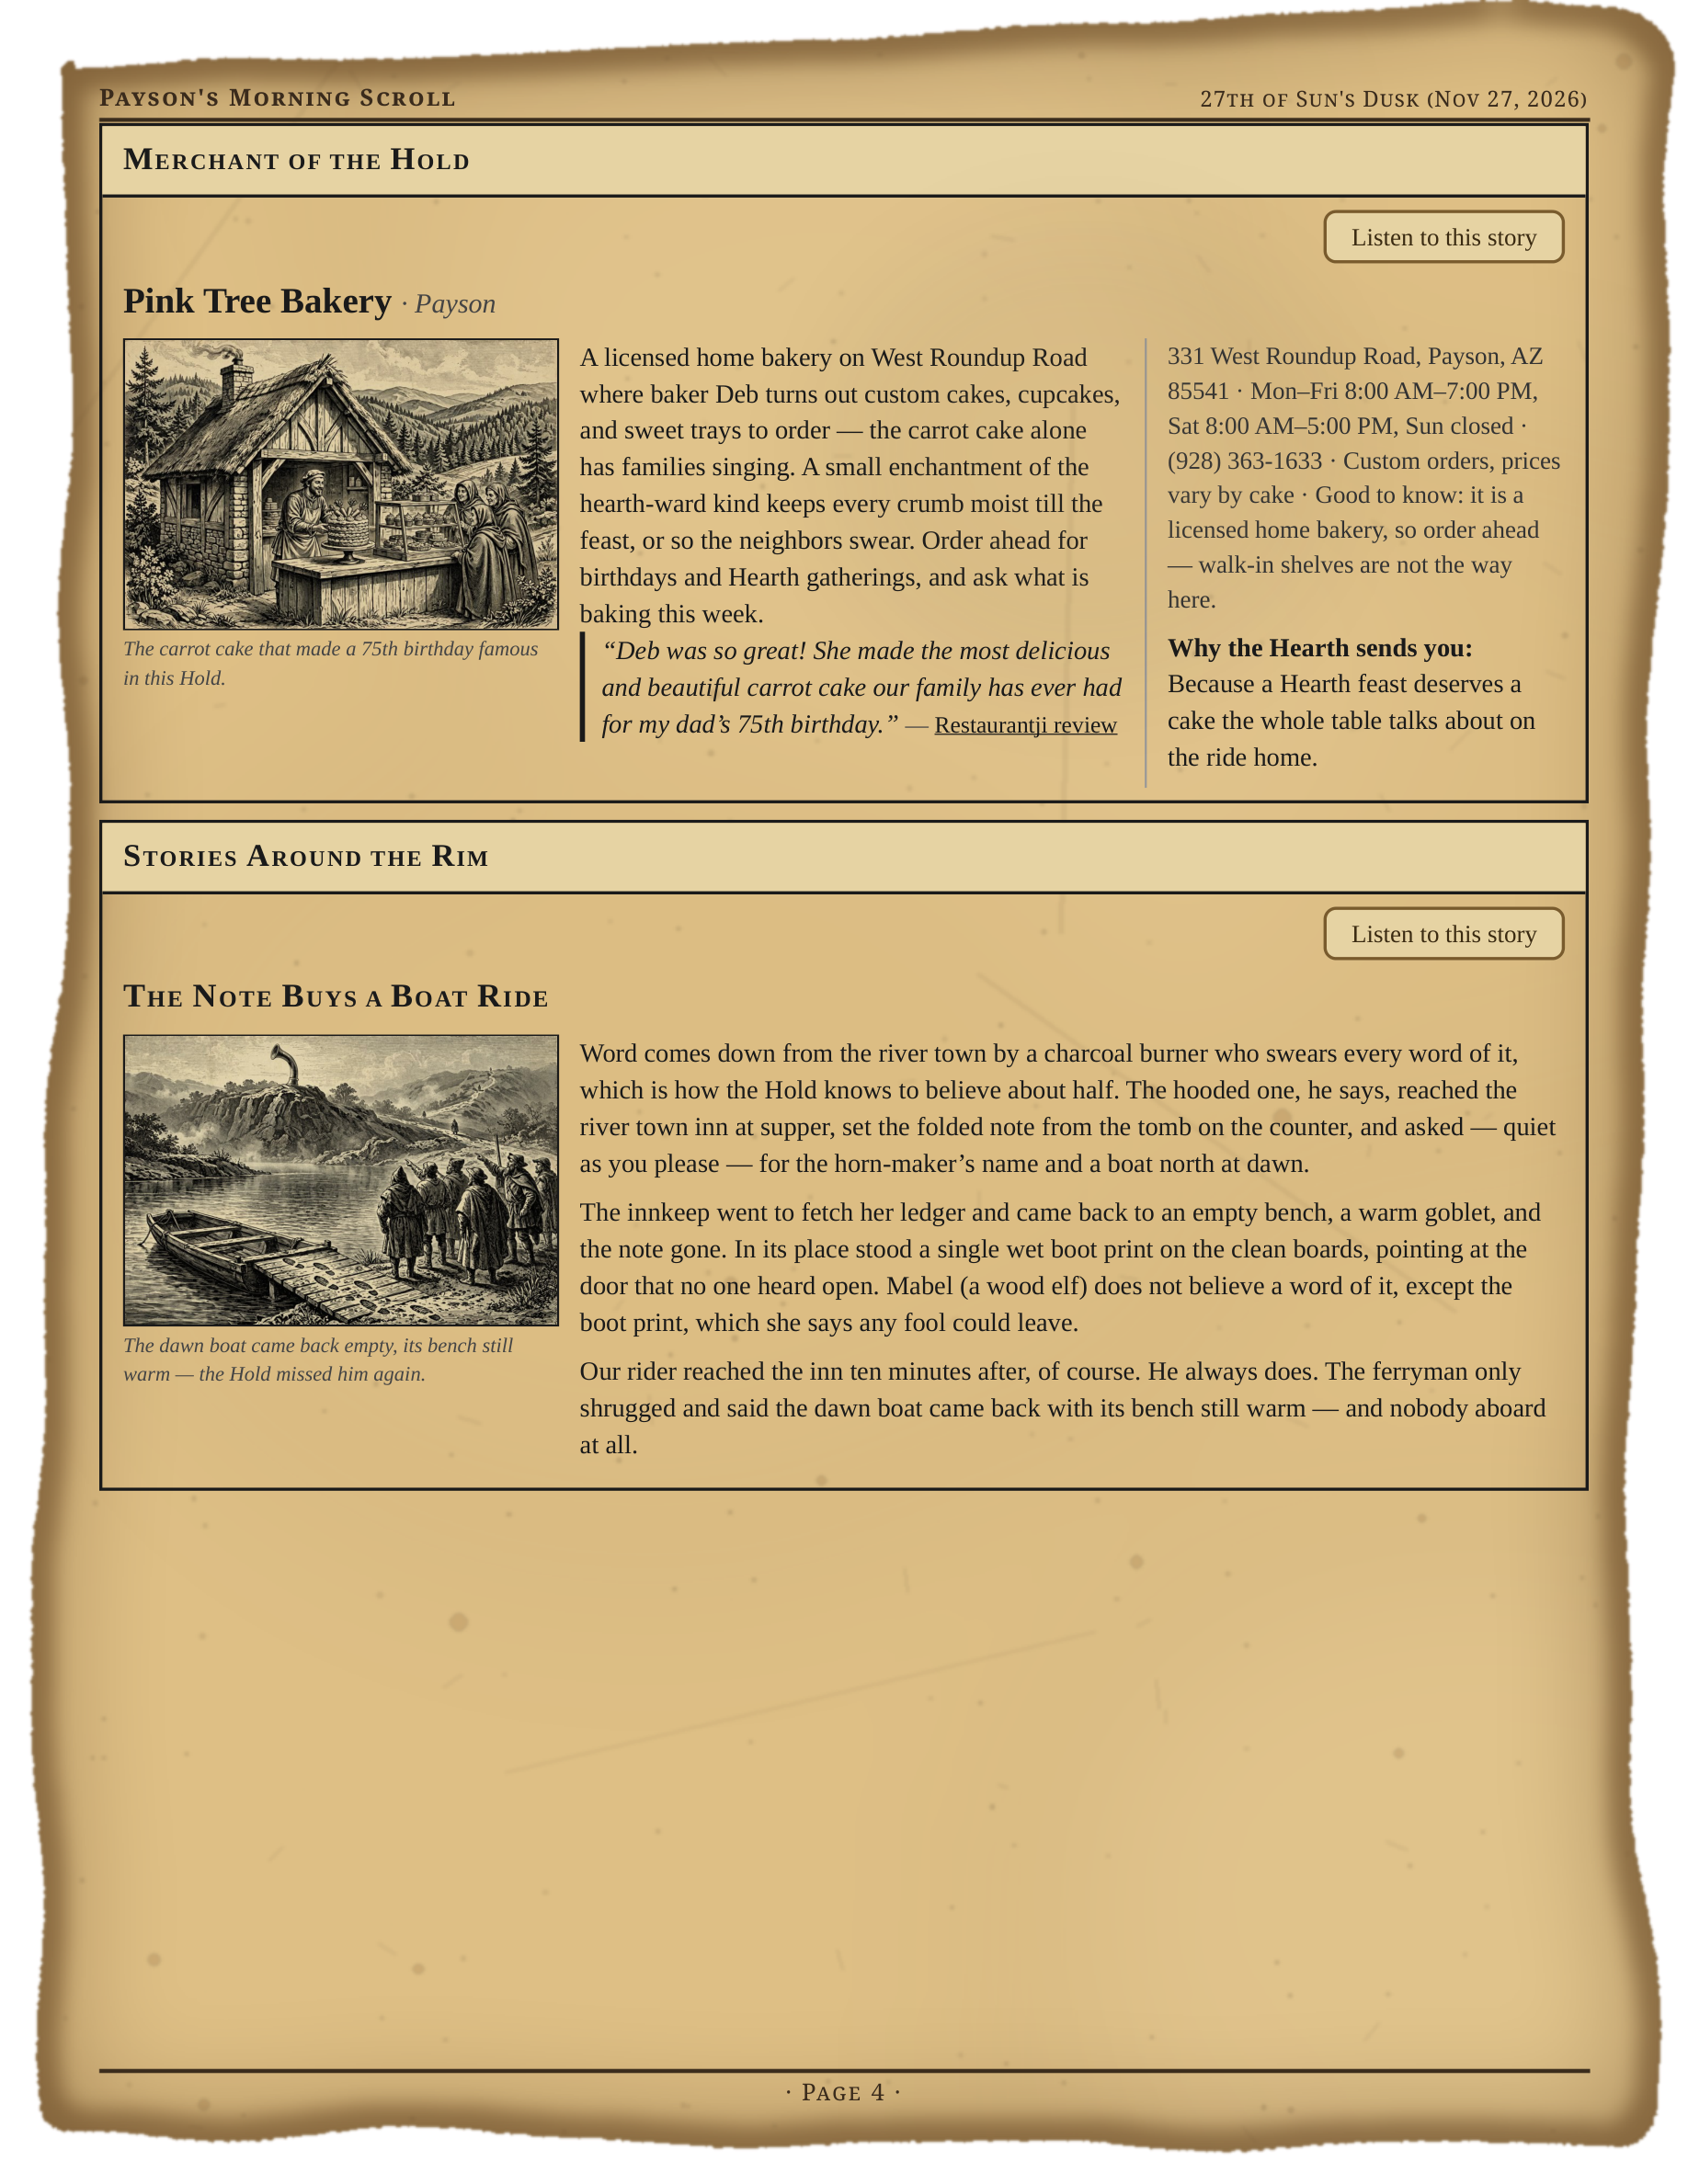 Payson's Morning Scroll
27th of Sun's Dusk (Nov 27, 2026)
Merchant of the Hold
Listen to this story
Pink Tree Bakery · Payson
The carrot cake that made a 75th birthday famous
in this Hold.
A licensed home bakery on West Roundup Road
where baker Deb turns out custom cakes, cupcakes,
and sweet trays to order — the carrot cake alone
has families singing. A small enchantment of the
hearth-ward kind keeps every crumb moist till the
feast, or so the neighbors swear. Order ahead for
birthdays and Hearth gatherings, and ask what is
baking this week.
“Deb was so great! She made the most delicious
and beautiful carrot cake our family has ever had
for my dad’s 75th birthday.” — Restaurantji review
331 West Roundup Road, Payson, AZ
85541 · Mon–Fri 8:00 AM–7:00 PM,
Sat 8:00 AM–5:00 PM, Sun closed ·
(928) 363-1633 · Custom orders, prices
vary by cake · Good to know: it is a
licensed home bakery, so order ahead
— walk-in shelves are not the way
here.
Why the Hearth sends you:
Because a Hearth feast deserves a
cake the whole table talks about on
the ride home.
Stories Around the Rim
Listen to this story
The Note Buys a Boat Ride
The dawn boat came back empty, its bench still
warm — the Hold missed him again.
Word comes down from the river town by a charcoal burner who swears every word of it,
which is how the Hold knows to believe about half. The hooded one, he says, reached the
river town inn at supper, set the folded note from the tomb on the counter, and asked — quiet
as you please — for the horn-maker’s name and a boat north at dawn.
The innkeep went to fetch her ledger and came back to an empty bench, a warm goblet, and
the note gone. In its place stood a single wet boot print on the clean boards, pointing at the
door that no one heard open. Mabel (a wood elf) does not believe a word of it, except the
boot print, which she says any fool could leave.
Our rider reached the inn ten minutes after, of course. He always does. The ferryman only
shrugged and said the dawn boat came back with its bench still warm — and nobody aboard
at all.
· Page 4 ·